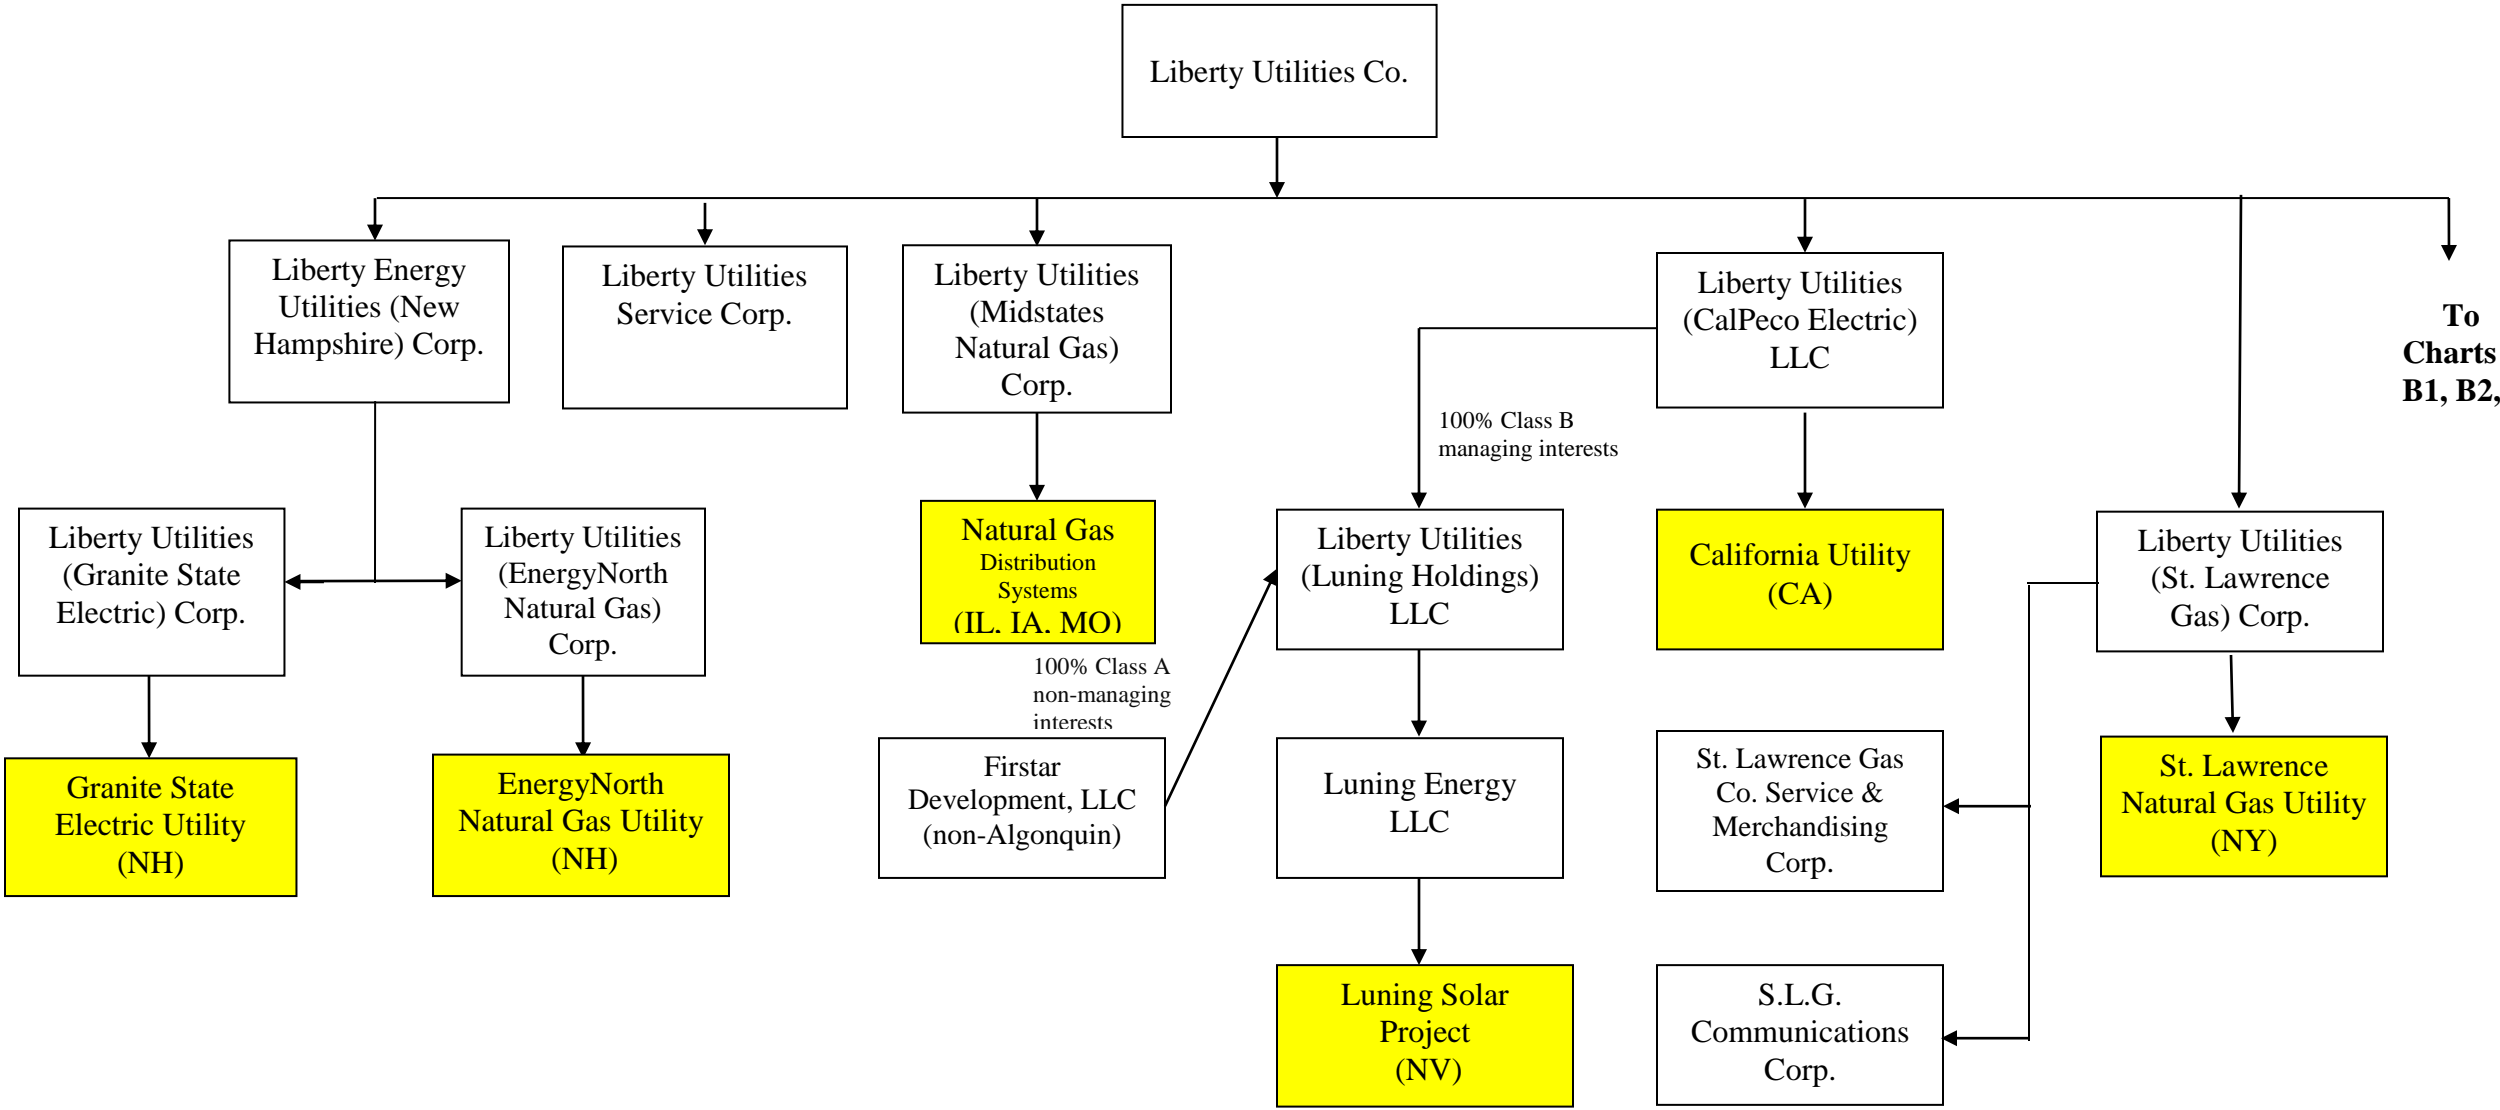 Liberty Utilities Co.
Liberty Energy
Utilities (New
Hampshire) Corp.
Liberty Utilities
Service Corp.
Liberty Utilities
(Midstates
Natural Gas)
Corp.
Liberty Utilities
(CalPeco Electric)
LLC
To
Charts
B1, B2,
100% Class B
managing interests
Liberty Utilities
(Granite State
Electric) Corp.
Liberty Utilities
(EnergyNorth
Natural Gas)
Corp.
Natural Gas
Distribution
Systems
(IL, IA, MO)
Liberty Utilities
(Luning Holdings)
LLC
California Utility
(CA)
Liberty Utilities
(St. Lawrence
Gas) Corp.
100% Class A
non-managing
interests
Granite State
Electric Utility
(NH)
EnergyNorth
Natural Gas Utility
(NH)
Firstar
Development, LLC
(non-Algonquin)
Luning Energy
LLC
St. Lawrence Gas
Co. Service &
Merchandising
Corp.
St. Lawrence
Natural Gas Utility
(NY)
Luning Solar
Project
(NV)
S.L.G.
Communications
Corp.